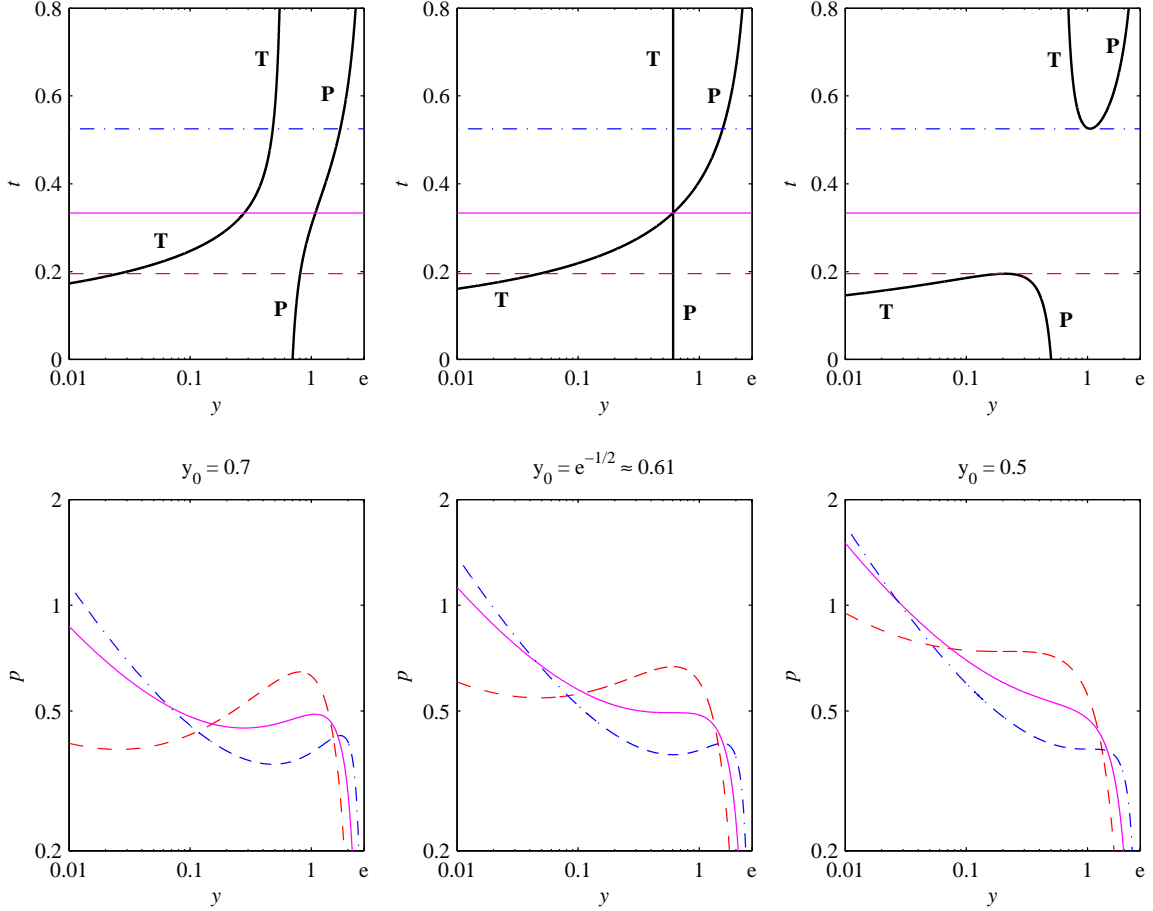 0.8 0.8 0.8
T P T P T P
0.6 0.6 0.6
t 0.4 t 0.4 t 0.4
T
0.2 0.2 0.2
P T P T P
0 0 0
0.01 0.1 1 e 0.01 0.1 1 e 0.01 0.1 1 e
y y y
y₀ = 0.7 y₀ = e⁻¹/² ≈ 0.61 y₀ = 0.5
2 2 2
1 1 1
p p p
0.5 0.5 0.5
0.2 0.2 0.2
0.01 0.1 1 e 0.01 0.1 1 e 0.01 0.1 1 e
y y y